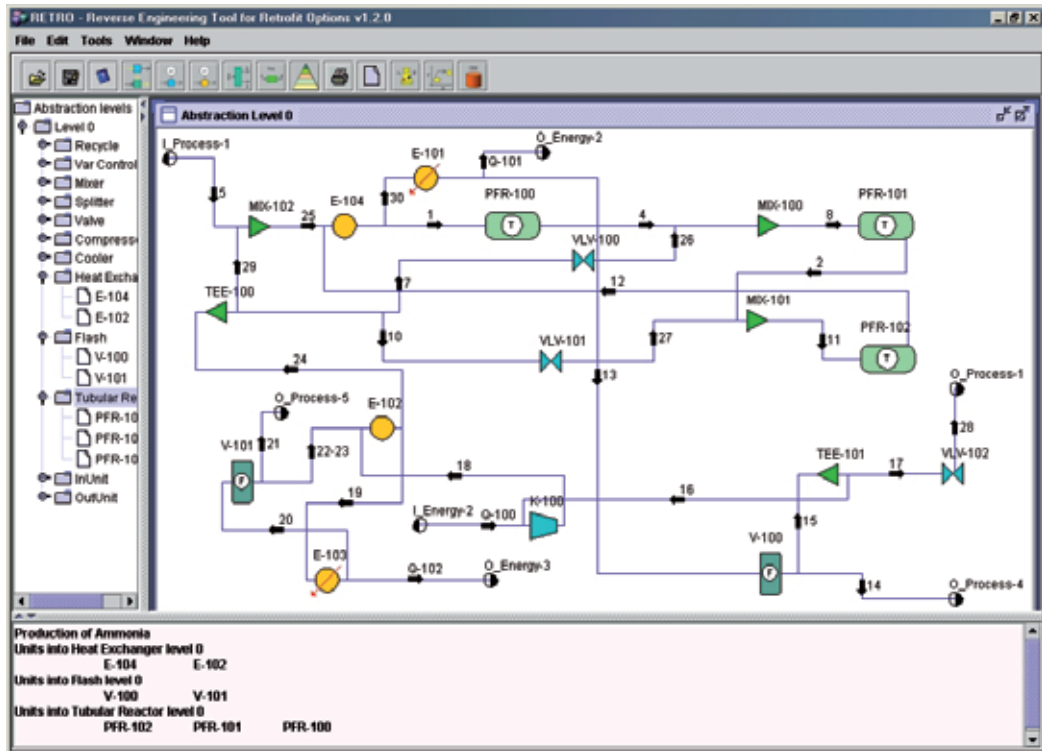 RETRO - Reverse Engineering Tool for Retrofit Options v1.2.0
File Edit Tools Window Help
Abstraction levels
Level 0
Recycle
Var Control
Mixer
Splitter
Valve
Compresso
Cooler
Heat Excha
E-104
E-102
Flash
V-100
V-101
Tubular Re
PFR-10
PFR-10
PFR-10
InUnit
OutUnit
Abstraction Level 0
I_Process-1
O_Energy-2
E-101
Q-101
5
E-104
30
PFR-100
PFR-101
MIX-102
25
1
T
4
MIX-100
8
T
VLV-100
26
29
7
2
12
TEE-100
MIX-101
10
VLV-101
27
11
PFR-102
T
24
13
O_Process-1
O_Process-5
E-102
28
V-101
21
22-23
TEE-101
17
VLV-102
F
18
19
I_Energy-2
Q-100
K-100
16
20
15
E-103
V-100
Q-102
O_Energy-3
F
14
O_Process-4
Production of Ammonia
Units into Heat Exchanger level 0
E-104 E-102
Units into Flash level 0
V-100 V-101
Units into Tubular Reactor level 0
PFR-102 PFR-101 PFR-100